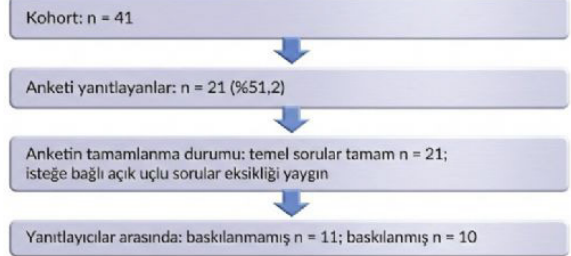 Kohort: n = 41
Anketi yanıtlayanlar: n = 21 (%51,2)
Anketin tamamlanma durumu: temel sorular tamam n = 21;
isteğe bağlı açık uçlu sorular eksikliği yaygın
Yanıtlayıcılar arasında: baskılanmamış n = 11; baskılanmış n = 10